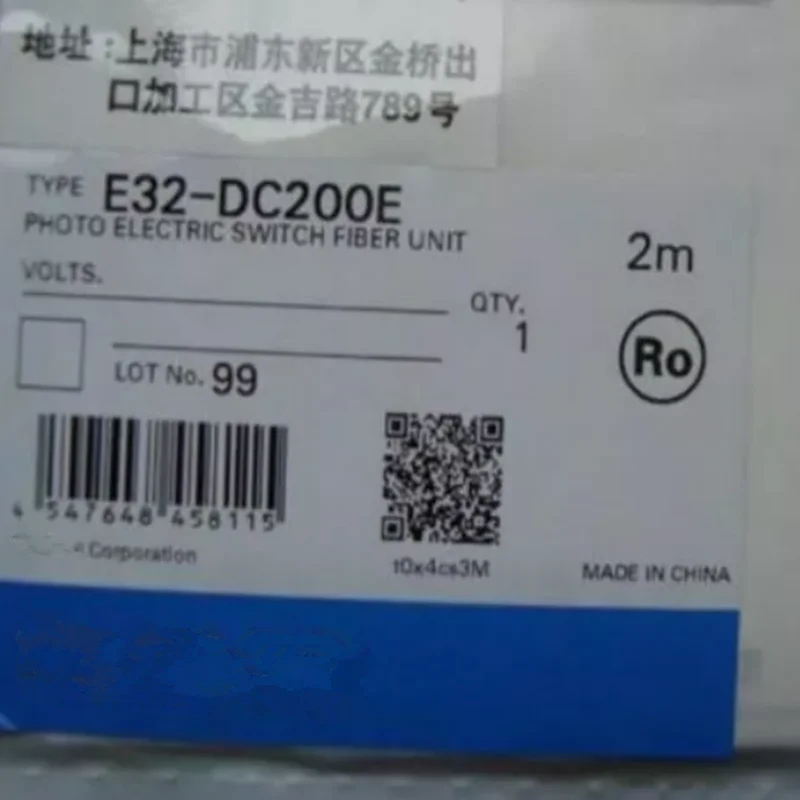 地址:上海市浦东新区金桥出
口加工区金吉路789号
TYPE E32-DC200E
PHOTO ELECTRIC SWITCH FIBER UNIT
2m
VOLTS.
QTY.
1
Ro
LOT No. 99
4 547648 458115
Corporation
t0x4cs3M
MADE IN CHINA